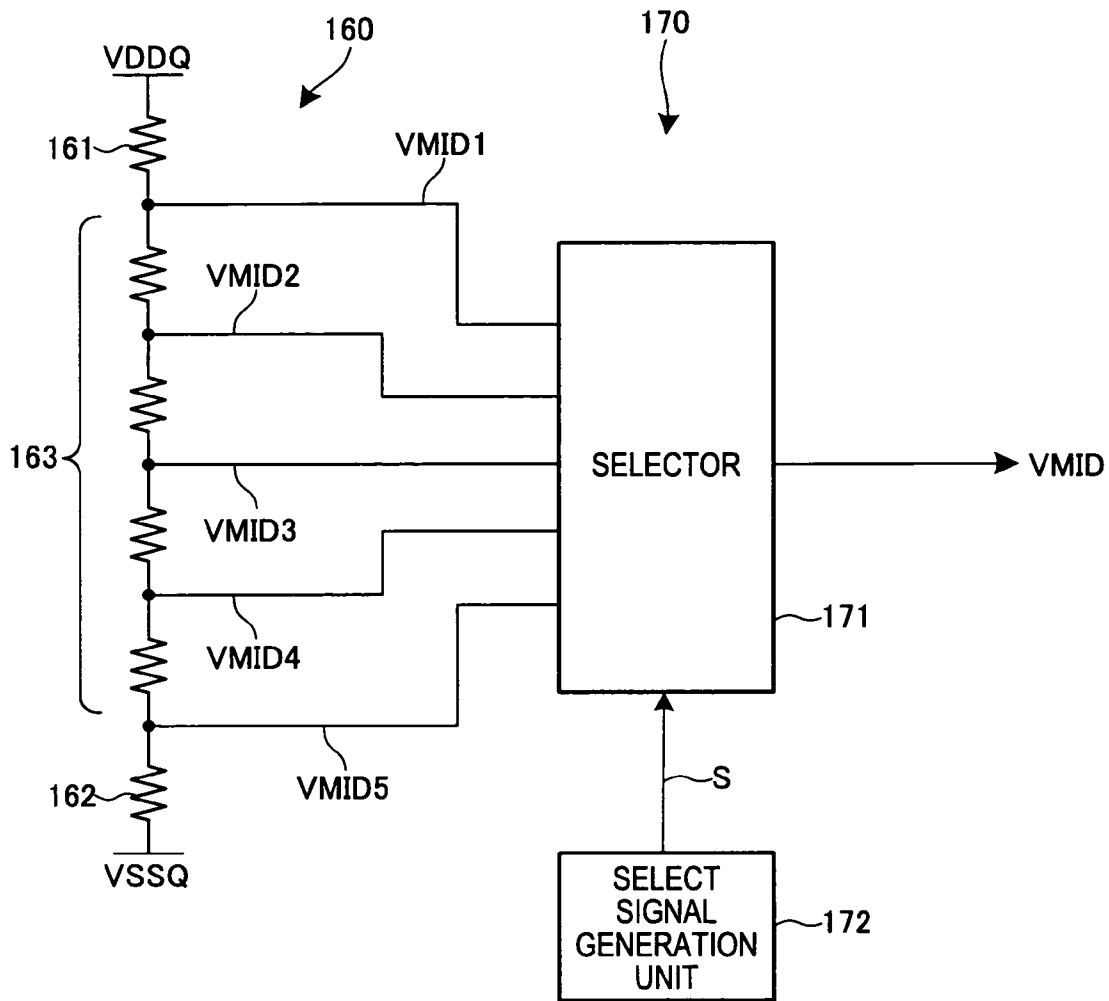 160
170
VDDQ
161
VMID1
VMID2
163
SELECTOR
VMID
VMID3
171
VMID4
S
VMID5
162
VSSQ
SELECT
SIGNAL
GENERATION
UNIT
172